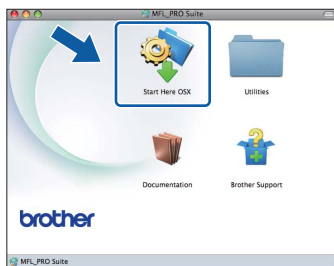 MFL_PRO Suite
Start Here OSX
Utilities
Documentation
Brother Support
brother
MFL_PRO Suite